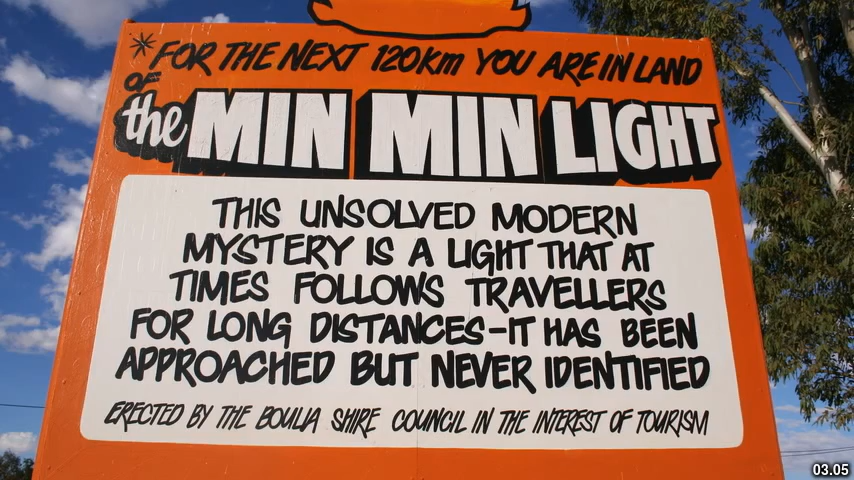 *FOR THE NEXT 120Km YOU ARE IN LAND
OF
the MIN MIN LIGHT
THIS UNSOLVED MODERN
MYSTERY IS A LIGHT THAT AT
TIMES FOLLOWS TRAVELLERS
FOR LONG DISTANCES-IT HAS BEEN
APPROACHED BUT NEVER IDENTIFIED
ERECTED BY THE BOULIA SHIRE COUNCIL IN THE INTEREST OF TOURISM
03.05